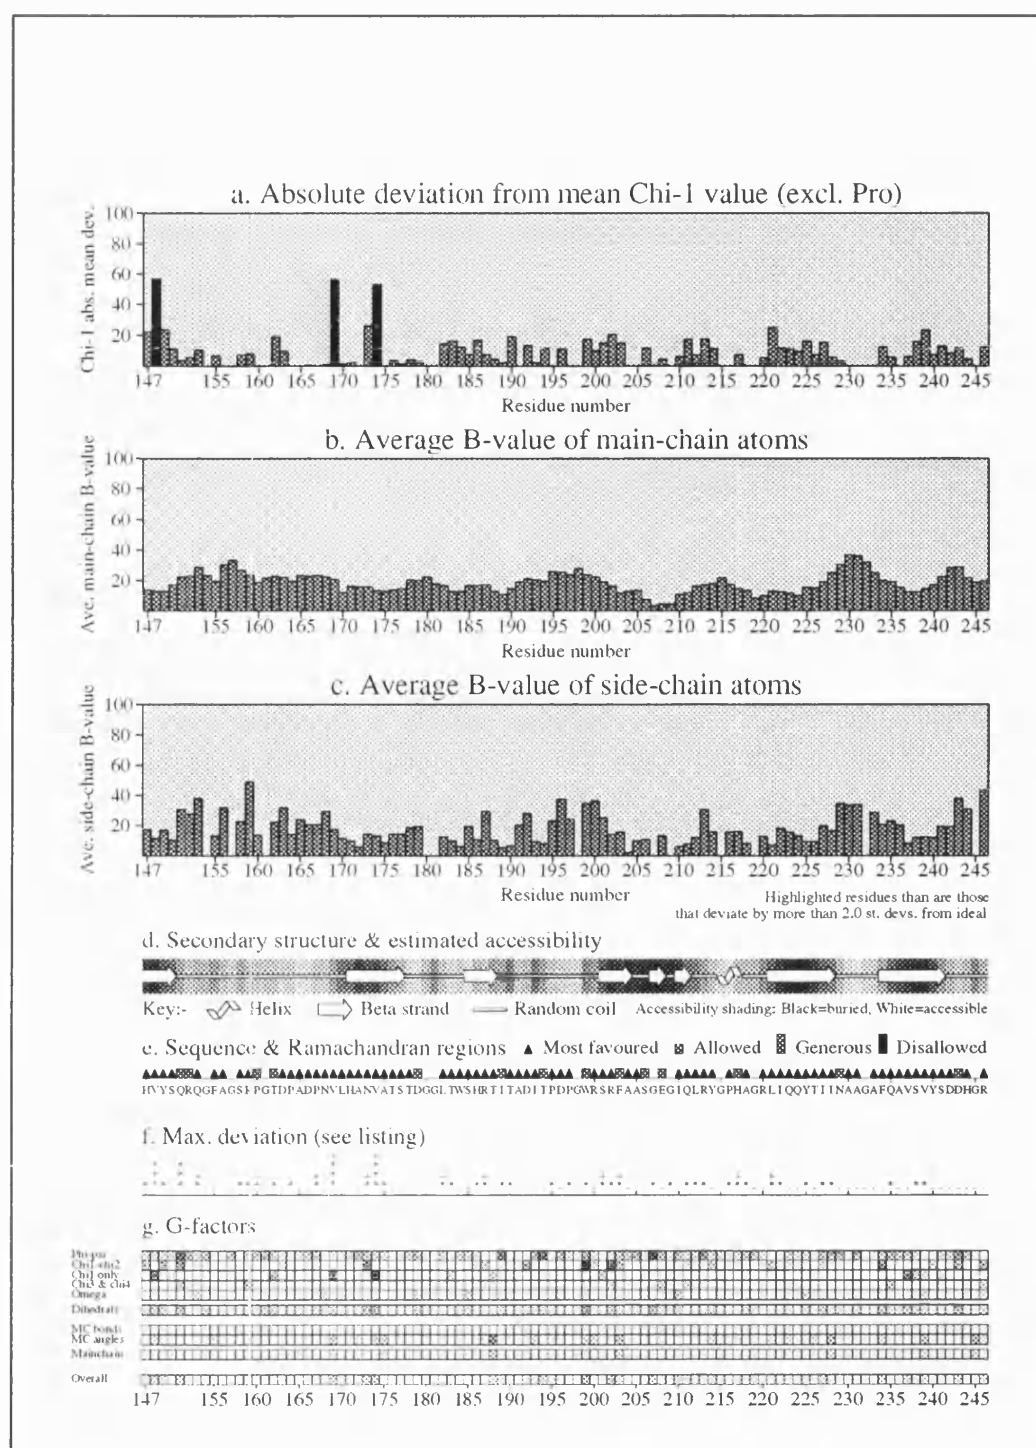 a. Absolute deviation from mean Chi-1 value (excl. Pro)
Chi-1 abs. mean dev.
100
80
60
40
20
147 155 160 165 170 175 180 185 190 195 200 205 210 215 220 225 230 235 240 245
Residue number
b. Average B-value of main-chain atoms
Ave. main-chain B-value
100
80
60
40
20
147 155 160 165 170 175 180 185 190 195 200 205 210 215 220 225 230 235 240 245
Residue number
c. Average B-value of side-chain atoms
Ave. side-chain B-value
100
80
60
40
20
147 155 160 165 170 175 180 185 190 195 200 205 210 215 220 225 230 235 240 245
Residue number
Highlighted residues than are those
that deviate by more than 2.0 st. devs. from ideal
d. Secondary structure & estimated accessibility
Key:- Helix Beta strand Random coil Accessibility shading: Black=buried, White=accessible
e. Sequence & Ramachandran regions Most favoured Allowed Generous Disallowed
HVYSQRQGFAGSFPGTDPADPNVLHANVATSTDGGLTWSHRTITADITPDPGWRSRFAASGEGIQLRYGPHAGRLIQQYTIINAAGAFQAVSVYSDDHGR
f. Max. deviation (see listing)
g. G-factors
Phi-psi
Chi1-chi2
Chi1 only
Chi3 & chi4
Omega
Dihedrals
MC bonds
MC angles
Mainchain
Overall
147 155 160 165 170 175 180 185 190 195 200 205 210 215 220 225 230 235 240 245